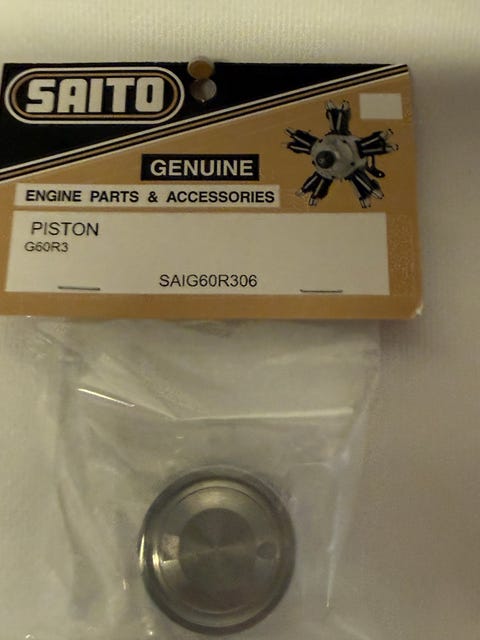 SAITO
GENUINE
ENGINE PARTS & ACCESSORIES
PISTON
G60R3
SAIG60R306